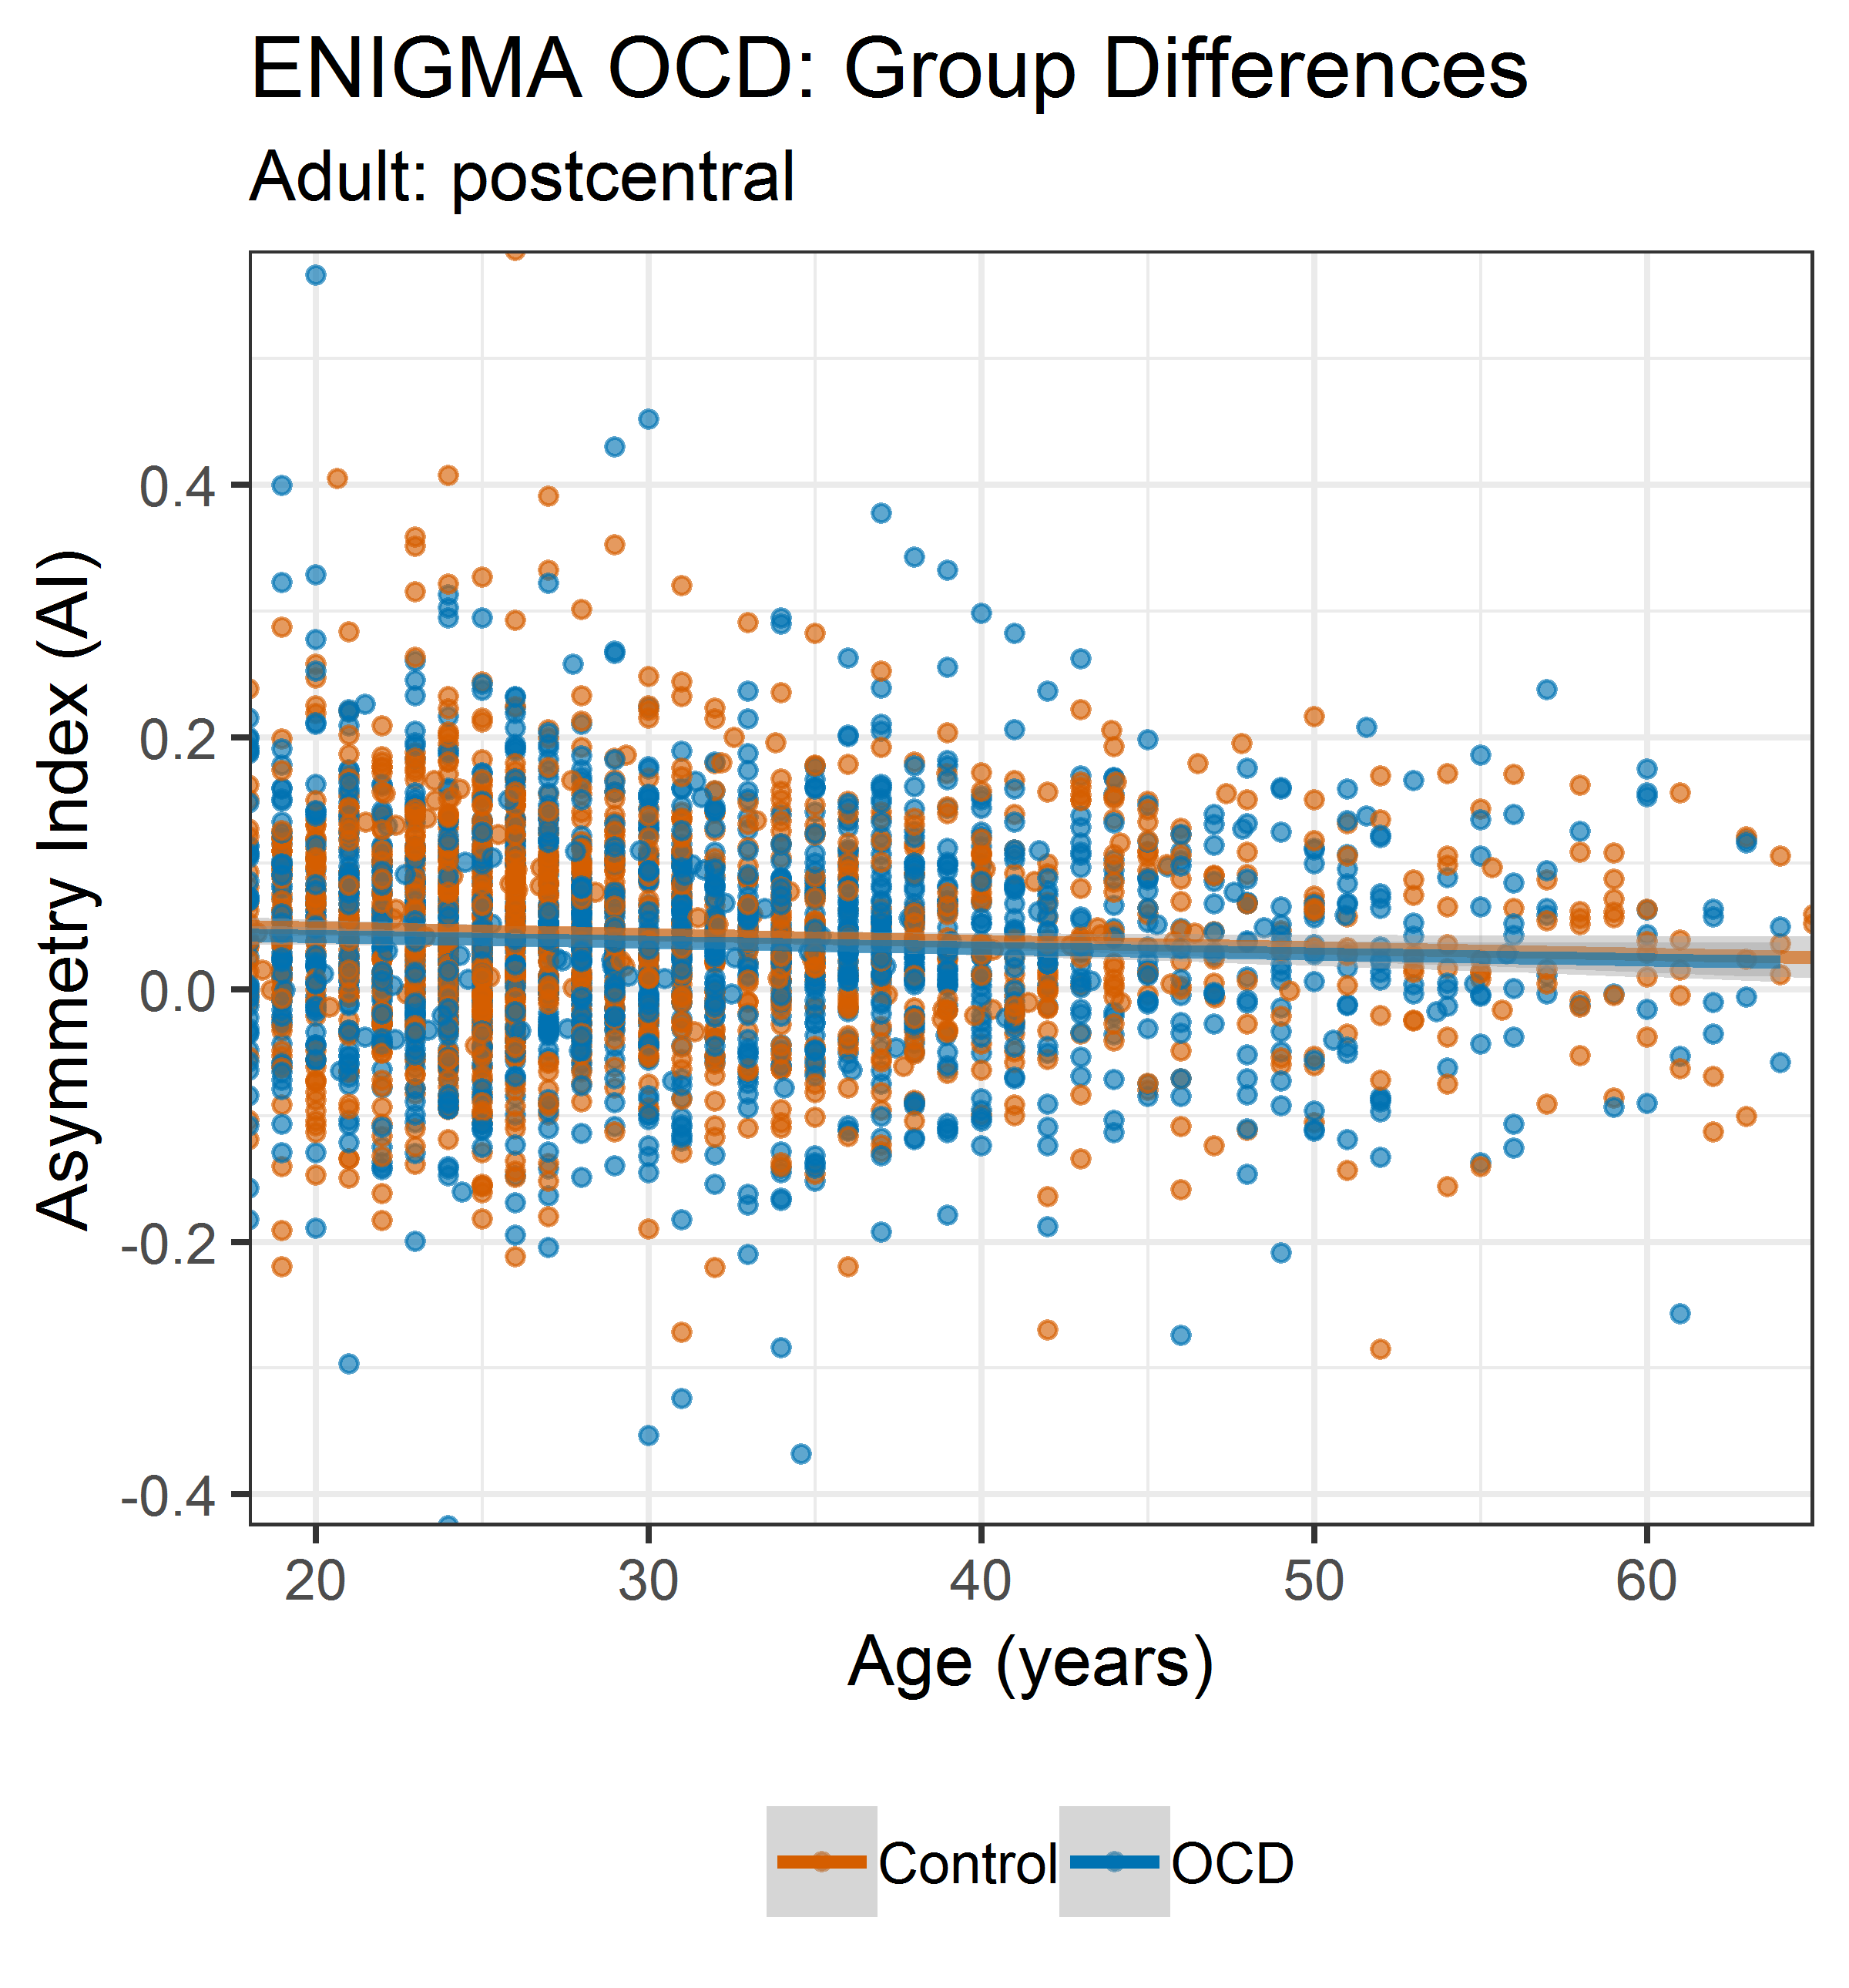 ENIGMA OCD: Group Differences
Adult: postcentral
Asymmetry Index (AI)
0.4
0.2
0.0
-0.2
-0.4
20 30 40 50 60
Age (years)
Control OCD